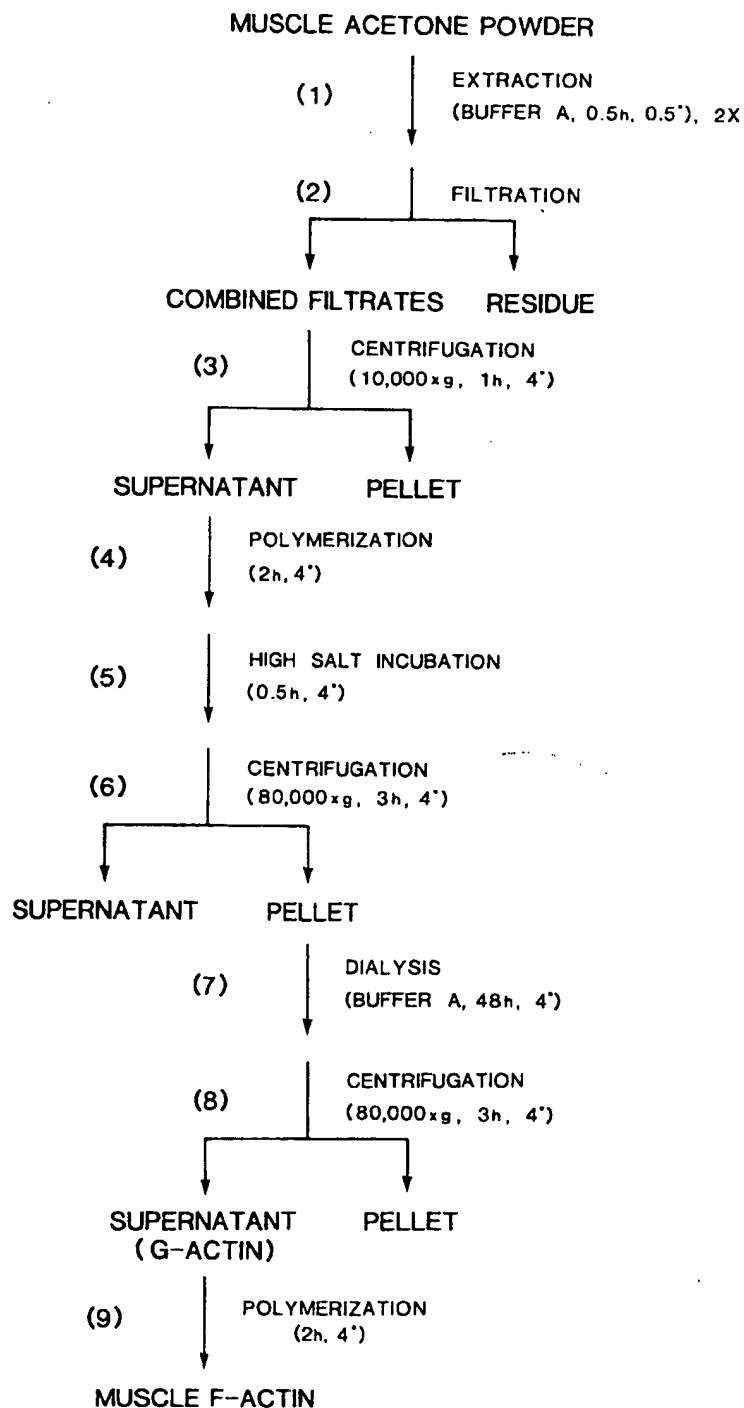 MUSCLE ACETONE POWDER
(1)
EXTRACTION
(BUFFER A, 0.5h, 0.5°), 2X
(2)
FILTRATION
COMBINED FILTRATES
RESIDUE
(3)
CENTRIFUGATION
(10,000xg, 1h, 4°)
SUPERNATANT
PELLET
(4)
POLYMERIZATION
(2h, 4°)
(5)
HIGH SALT INCUBATION
(0.5h, 4°)
(6)
CENTRIFUGATION
(80,000xg, 3h, 4°)
SUPERNATANT
PELLET
(7)
DIALYSIS
(BUFFER A, 48h, 4°)
(8)
CENTRIFUGATION
(80,000xg, 3h, 4°)
SUPERNATANT
(G-ACTIN)
PELLET
(9)
POLYMERIZATION
(2h, 4°)
MUSCLE F-ACTIN